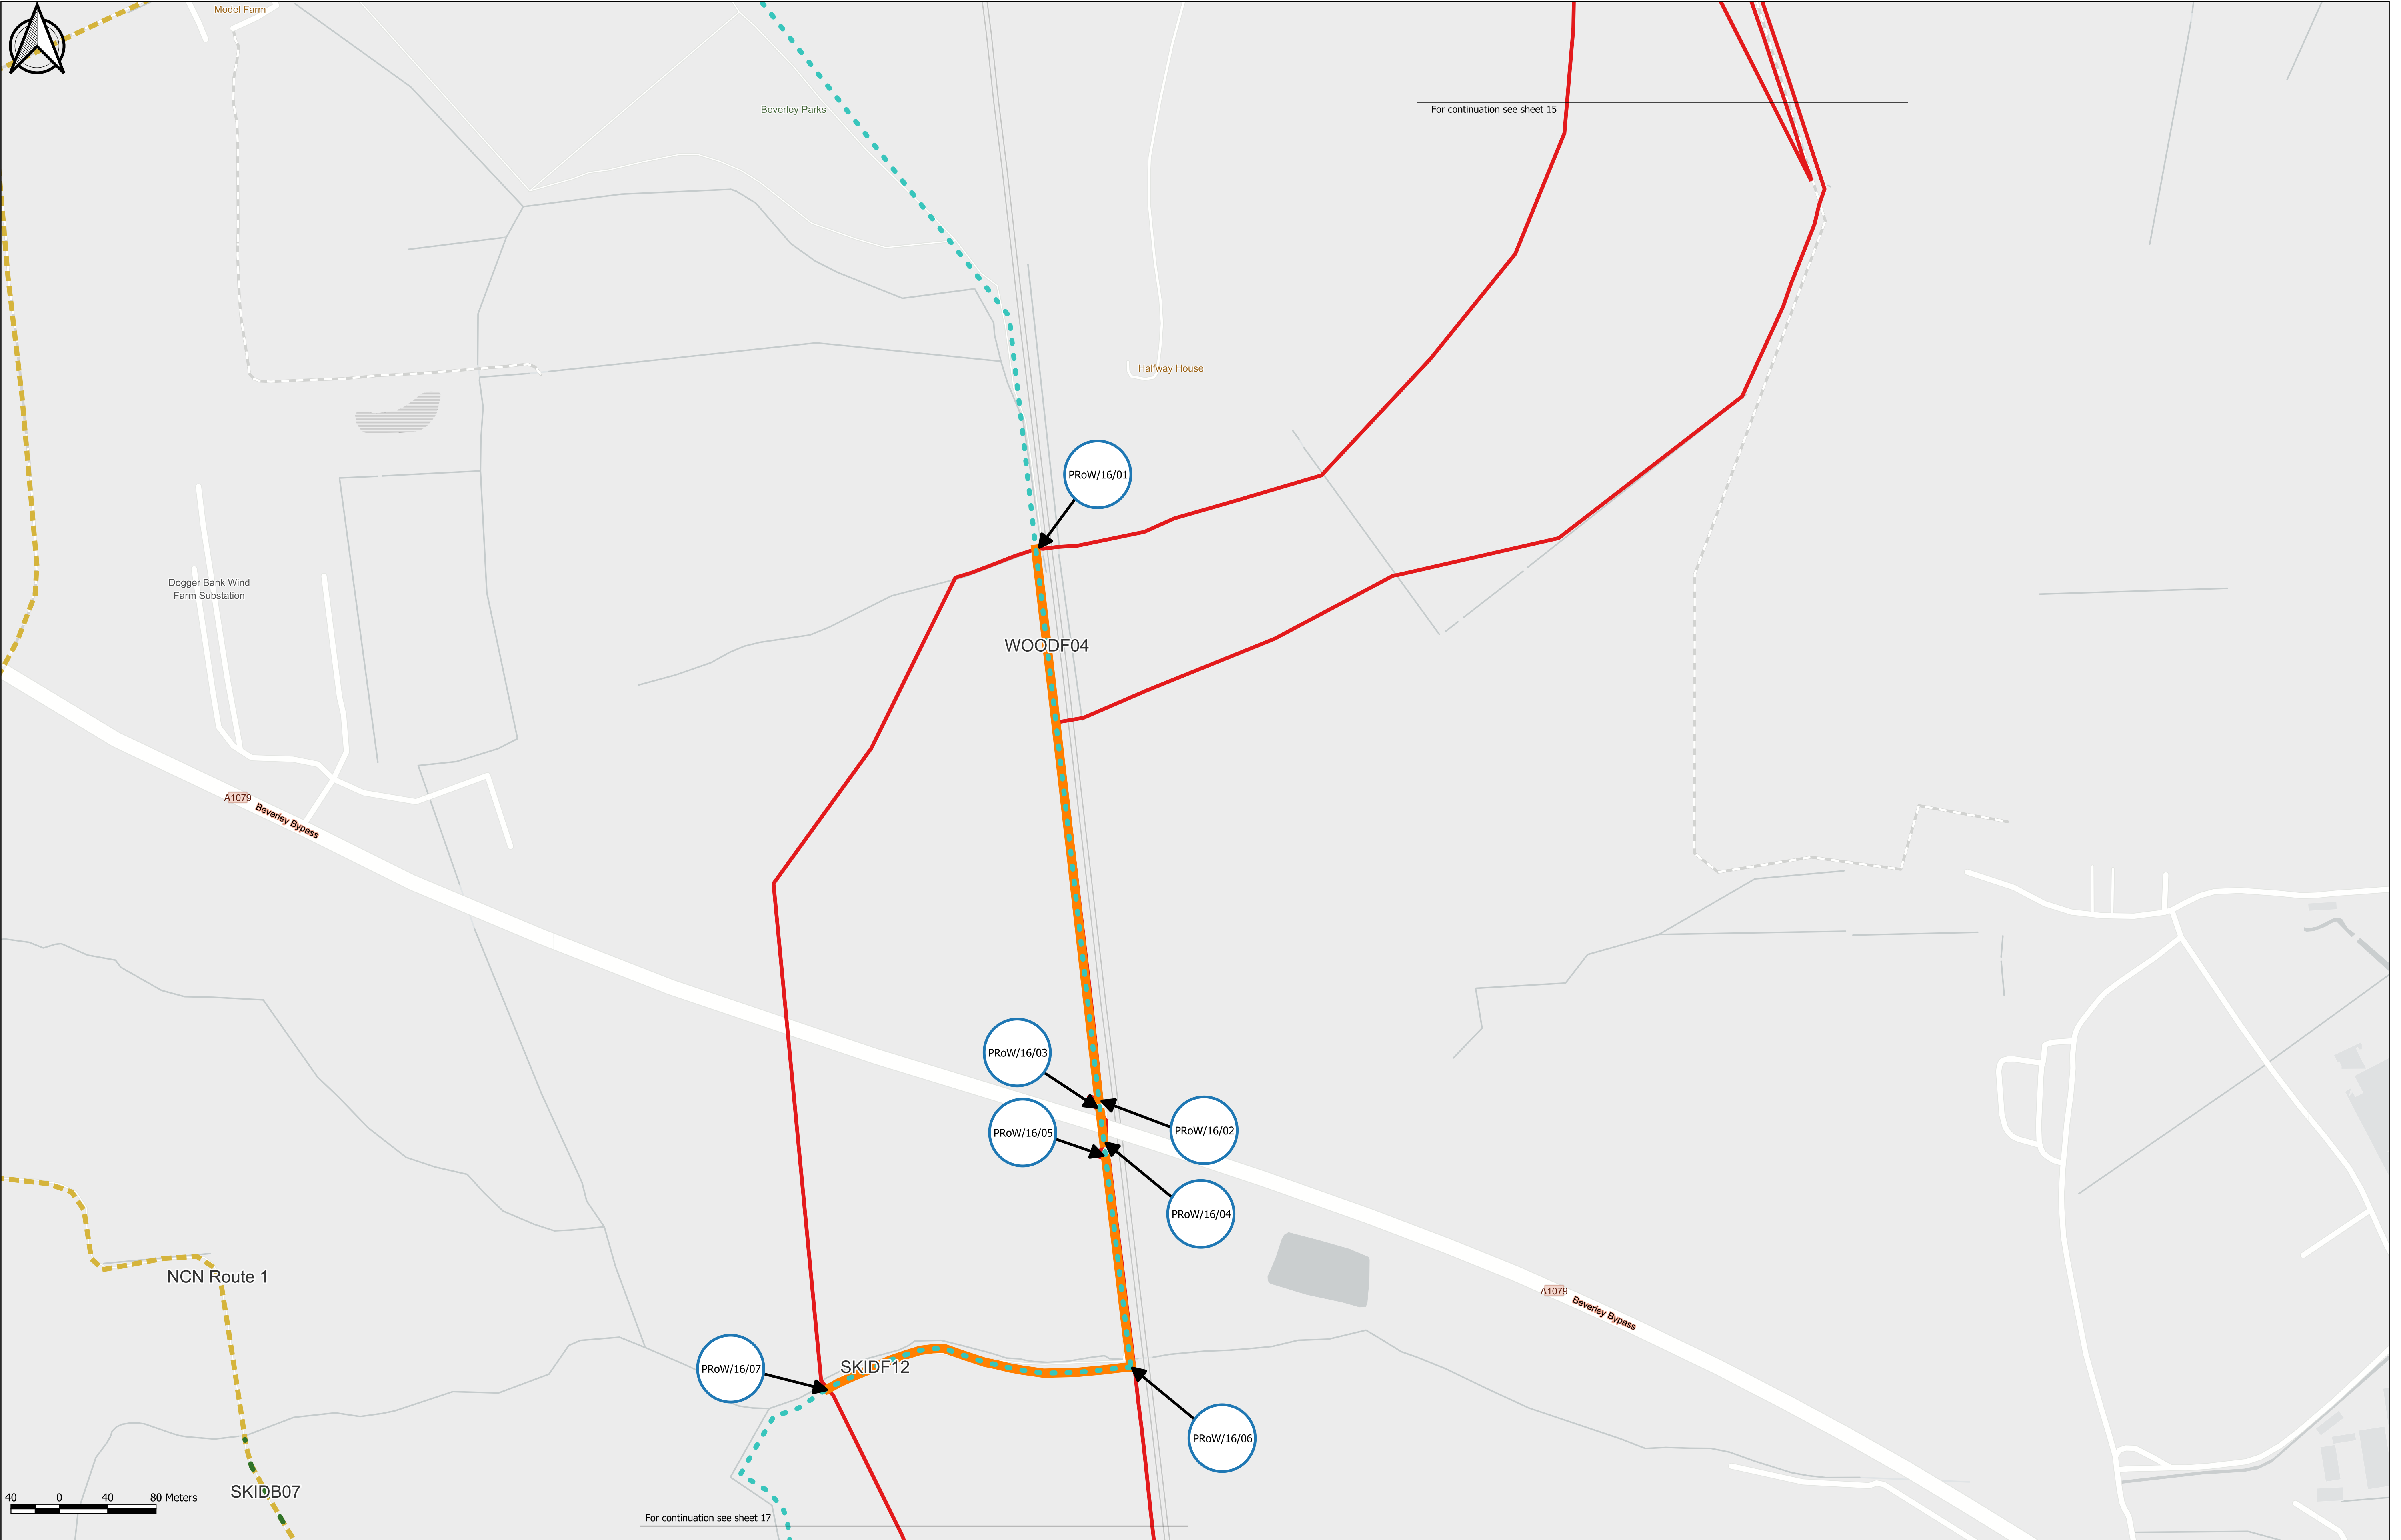 Model Farm
Beverley Parks
For continuation see sheet 15
Halfway House
PRoW/16/01
Dogger Bank Wind
Farm Substation
WOODF04
A1079
Beverley Bypass
PRoW/16/03
PRoW/16/05
PRoW/16/02
PRoW/16/04
NCN Route 1
A1079
Beverley Bypass
PRoW/16/07
SKIDF12
PRoW/16/06
SKIDB07
40 0 40 80 Meters
For continuation see sheet 17